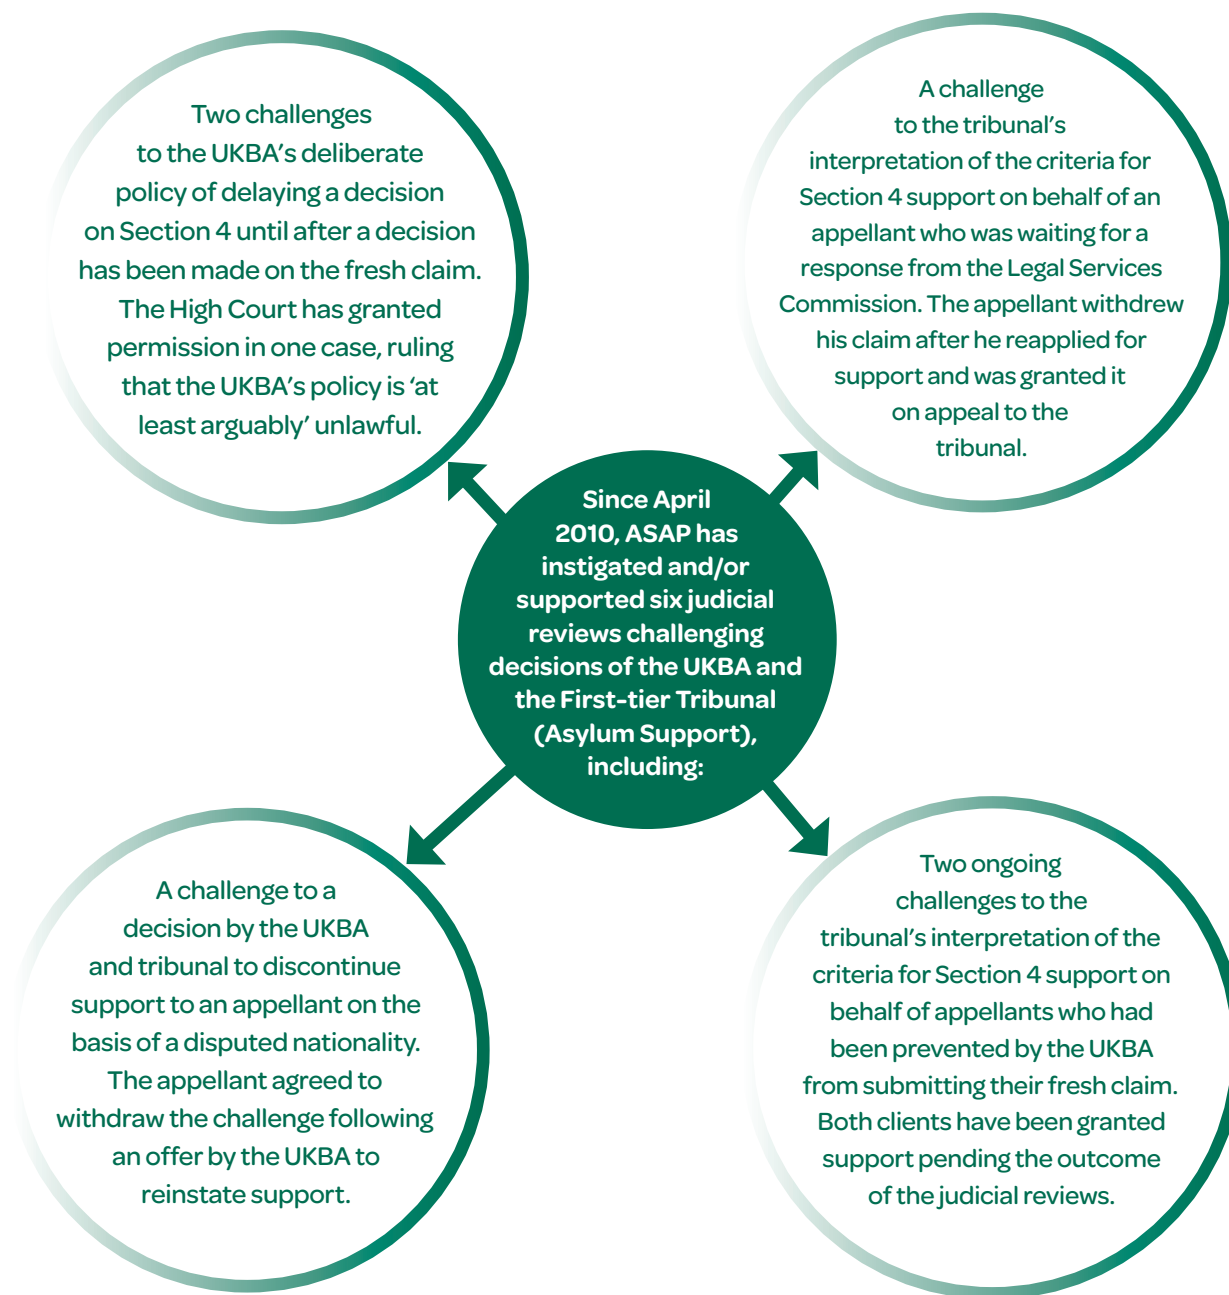 Two challenges
to the UKBA's deliberate
policy of delaying a decision
on Section 4 until after a decision
has been made on the fresh claim.
The High Court has granted
permission in one case, ruling
that the UKBA's policy is ‘at
least arguably’ unlawful.
A challenge
to the tribunal's
interpretation of the criteria for
Section 4 support on behalf of an
appellant who was waiting for a
response from the Legal Services
Commission. The appellant withdrew
his claim after he reapplied for
support and was granted it
on appeal to the
tribunal.
Since April
2010, ASAP has
instigated and/or
supported six judicial
reviews challenging
decisions of the UKBA and
the First-tier Tribunal
(Asylum Support),
including:
A challenge to a
decision by the UKBA
and tribunal to discontinue
support to an appellant on the
basis of a disputed nationality.
The appellant agreed to
withdraw the challenge following
an offer by the UKBA to
reinstate support.
Two ongoing
challenges to the
tribunal's interpretation of the
criteria for Section 4 support on
behalf of appellants who had
been prevented by the UKBA
from submitting their fresh claim.
Both clients have been granted
support pending the outcome
of the judicial reviews.